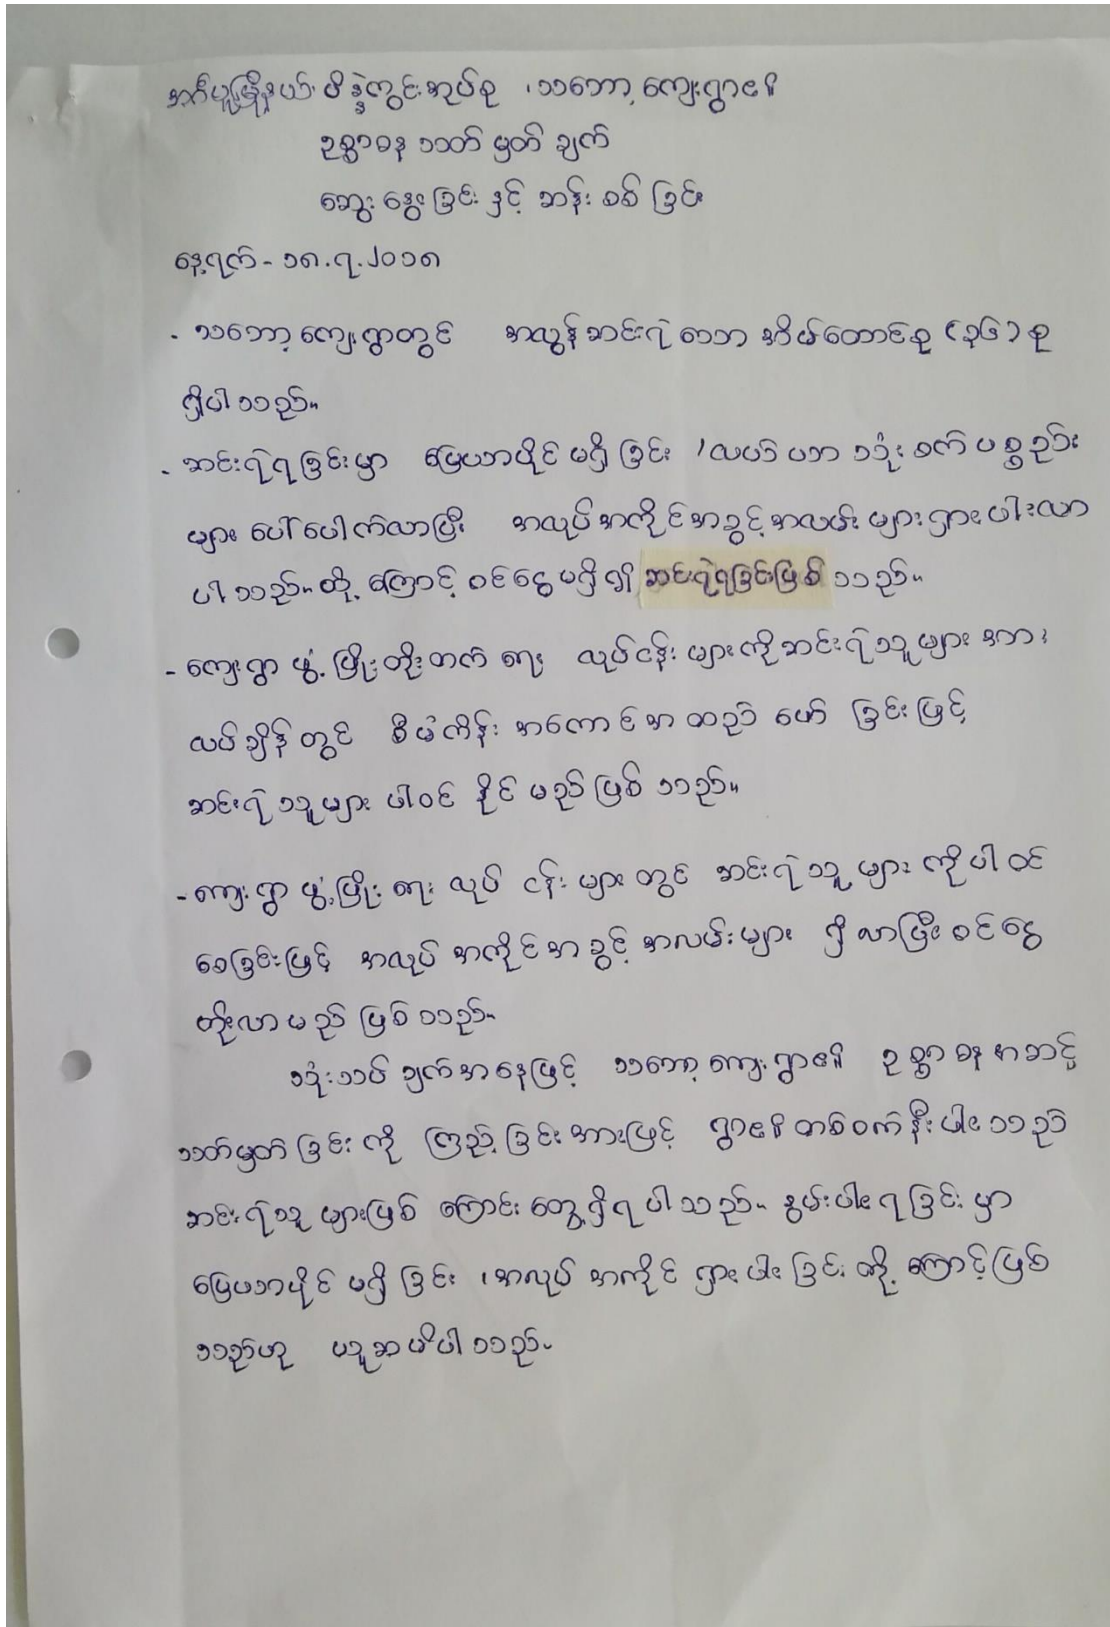 အင်္ဂပူမြို့နယ်၊ ပိန္နဲကွင်းအုပ်စု ၊ သဘော့ကျေးရွာ၏
ဥစ္စာဓန သတ်မှတ်ချက်
ဆွေးနွေးခြင်းနှင့် ဆန်းစစ်ခြင်း
နေ့ရက် - ၁၈.၇.၂၀၁၈
- သဘော့ကျေးရွာတွင် အလွန်ဆင်းရဲသော အိမ်ထောင်စု (၃၆) စု
ရှိပါသည်။
- ဆင်းရဲရခြင်းမှာ မြေယာပိုင်မရှိခြင်း ၊ လယ်ယာသုံးစက်ပစ္စည်း
များ ပေါ်ပေါက်လာပြီး အလုပ်အကိုင်အခွင့်အလမ်းများရှားပါးလာ
ပါသည်။ ထို့ကြောင့် ဝင်ငွေမရှိ၍ ဆင်းရဲရခြင်းဖြစ်သည်။
- ကျေးရွာဖွံ့ဖြိုးတိုးတက်ရေး လုပ်ငန်းများကိုဆင်းရဲသူများ အား
လပ်ချိန်တွင် စီမံကိန်းအကောင်အထည်ဖော်ခြင်းဖြင့်
ဆင်းရဲသူများ ပါဝင်နိုင်မည်ဖြစ်သည်။
- ကျေးရွာဖွံ့ဖြိုးရေးလုပ်ငန်းများတွင် ဆင်းရဲသူများကိုပါဝင်
စေခြင်းဖြင့် အလုပ်အကိုင်အခွင့်အလမ်းများ ရှိလာပြီးဝင်ငွေ
တိုးလာမည်ဖြစ်သည်။
သုံးသပ်ချက်အနေဖြင့် သဘော့ကျေးရွာ၏ ဥစ္စာဓနအဆင့်
သတ်မှတ်ခြင်းကို ကြည့်ခြင်းအားဖြင့် ရွာ၏တစ်ဝက်နီးပါးသည်
ဆင်းရဲသူများဖြစ်ကြောင်းတွေ့ရှိရပါသည်။ နွမ်းပါးရခြင်းမှာ
မြေယာပိုင်မရှိခြင်း ၊ အလုပ်အကိုင်ရှားပါးခြင်းတို့ကြောင့်ဖြစ်
သည်ဟု ယူဆမိပါသည်။